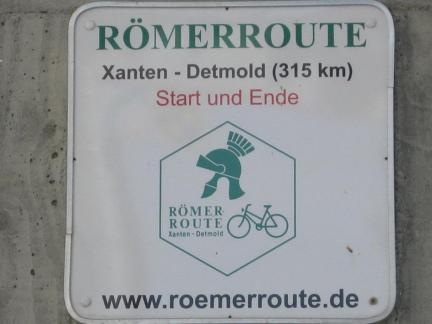 RÖMERROUTE
Xanten - Detmold (315 km)
Start und Ende
RÖMER
ROUTE
Xanten - Detmold
www.roemerroute.de